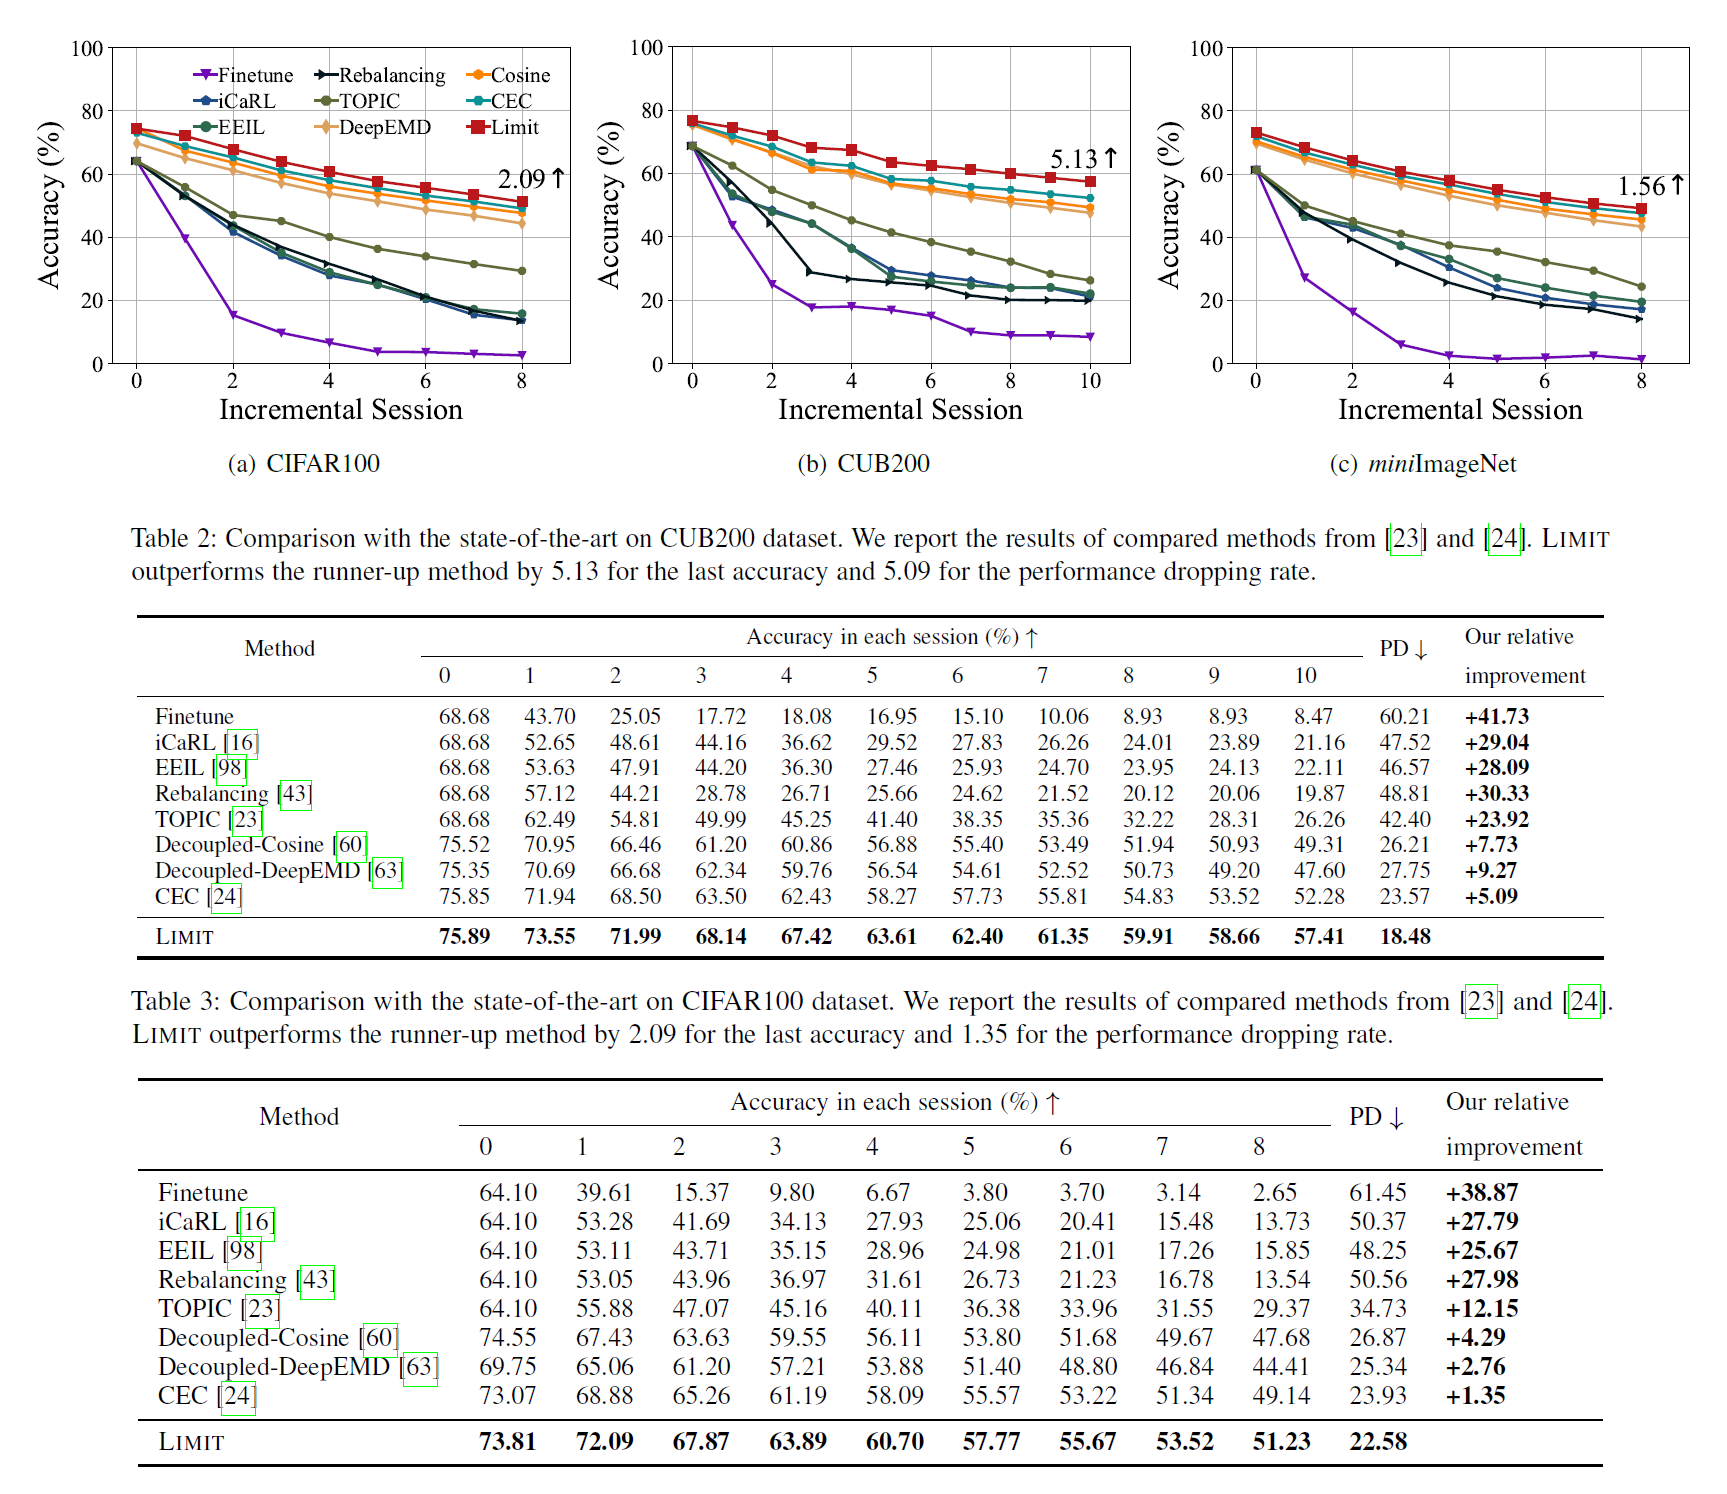 100
80
60
40
20
0
Accuracy (%)
Finetune Rebalancing Cosine
iCaRL TOPIC CEC
EEIL DeepEMD Limit
2.09↑
0 2 4 6 8
Incremental Session
(a) CIFAR100
100
80
60
40
20
0
Accuracy (%)
5.13↑
0 2 4 6 8 10
Incremental Session
(b) CUB200
100
80
60
40
20
0
Accuracy (%)
1.56↑
0 2 4 6 8
Incremental Session
(c) miniImageNet
Table 2: Comparison with the state-of-the-art on CUB200 dataset. We report the results of compared methods from [23] and [24]. LIMIT
outperforms the runner-up method by 5.13 for the last accuracy and 5.09 for the performance dropping rate.
Method Accuracy in each session (%) ↑ PD ↓ Our relative
0 1 2 3 4 5 6 7 8 9 10 improvement
Finetune 68.68 43.70 25.05 17.72 18.08 16.95 15.10 10.06 8.93 8.93 8.47 60.21 +41.73
iCaRL [16] 68.68 52.65 48.61 44.16 36.62 29.52 27.83 26.26 24.01 23.89 21.16 47.52 +29.04
EEIL [98] 68.68 53.63 47.91 44.20 36.30 27.46 25.93 24.70 23.95 24.13 22.11 46.57 +28.09
Rebalancing [43] 68.68 57.12 44.21 28.78 26.71 25.66 24.62 21.52 20.12 20.06 19.87 48.81 +30.33
TOPIC [23] 68.68 62.49 54.81 49.99 45.25 41.40 38.35 35.36 32.22 28.31 26.26 42.40 +23.92
Decoupled-Cosine [60] 75.52 70.95 66.46 61.20 60.86 56.88 55.40 53.49 51.94 50.93 49.31 26.21 +7.73
Decoupled-DeepEMD [63] 75.35 70.69 66.68 62.34 59.76 56.54 54.61 52.52 50.73 49.20 47.60 27.75 +9.27
CEC [24] 75.85 71.94 68.50 63.50 62.43 58.27 57.73 55.81 54.83 53.52 52.28 23.57 +5.09
LIMIT 75.89 73.55 71.99 68.14 67.42 63.61 62.40 61.35 59.91 58.66 57.41 18.48
Table 3: Comparison with the state-of-the-art on CIFAR100 dataset. We report the results of compared methods from [23] and [24].
LIMIT outperforms the runner-up method by 2.09 for the last accuracy and 1.35 for the performance dropping rate.
Method Accuracy in each session (%) ↑ PD ↓ Our relative
0 1 2 3 4 5 6 7 8 improvement
Finetune 64.10 39.61 15.37 9.80 6.67 3.80 3.70 3.14 2.65 61.45 +38.87
iCaRL [16] 64.10 53.28 41.69 34.13 27.93 25.06 20.41 15.48 13.73 50.37 +27.79
EEIL [98] 64.10 53.11 43.71 35.15 28.96 24.98 21.01 17.26 15.85 48.25 +25.67
Rebalancing [43] 64.10 53.05 43.96 36.97 31.61 26.73 21.23 16.78 13.54 50.56 +27.98
TOPIC [23] 64.10 55.88 47.07 45.16 40.11 36.38 33.96 31.55 29.37 34.73 +12.15
Decoupled-Cosine [60] 74.55 67.43 63.63 59.55 56.11 53.80 51.68 49.67 47.68 26.87 +4.29
Decoupled-DeepEMD [63] 69.75 65.06 61.20 57.21 53.88 51.40 48.80 46.84 44.41 25.34 +2.76
CEC [24] 73.07 68.88 65.26 61.19 58.09 55.57 53.22 51.34 49.14 23.93 +1.35
LIMIT 73.81 72.09 67.87 63.89 60.70 57.77 55.67 53.52 51.23 22.58